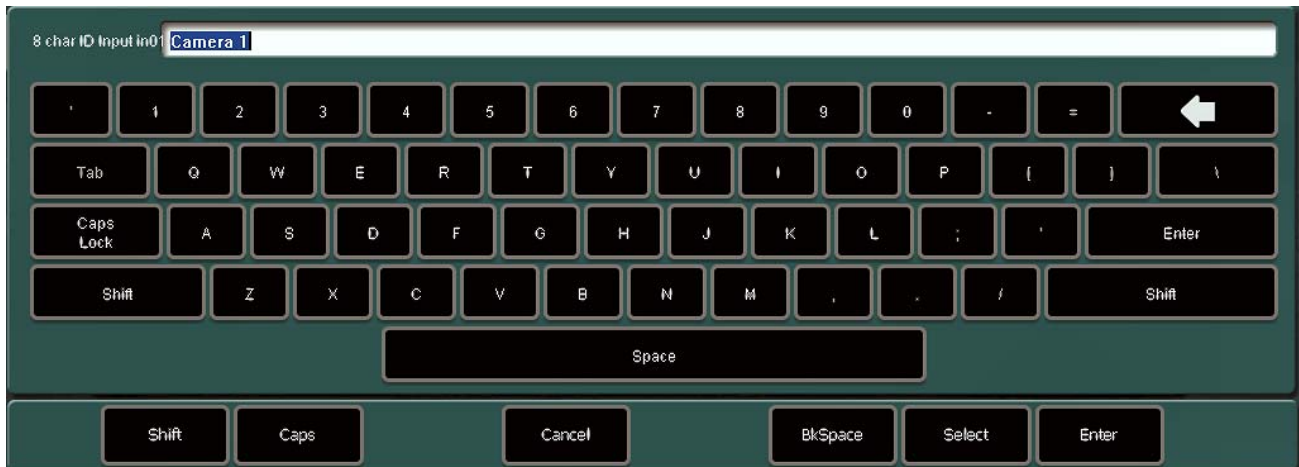 8 char ID Input in01 Camera 1
' 1 2 3 4 5 6 7 8 9 0 - =
Tab Q W E R T Y U I O P [ ] \
Caps
Lock
A S D F G H J K L ; ' Enter
Shift Z X C V B N M , . / Shift
Space
Shift Caps Cancel BkSpace Select Enter